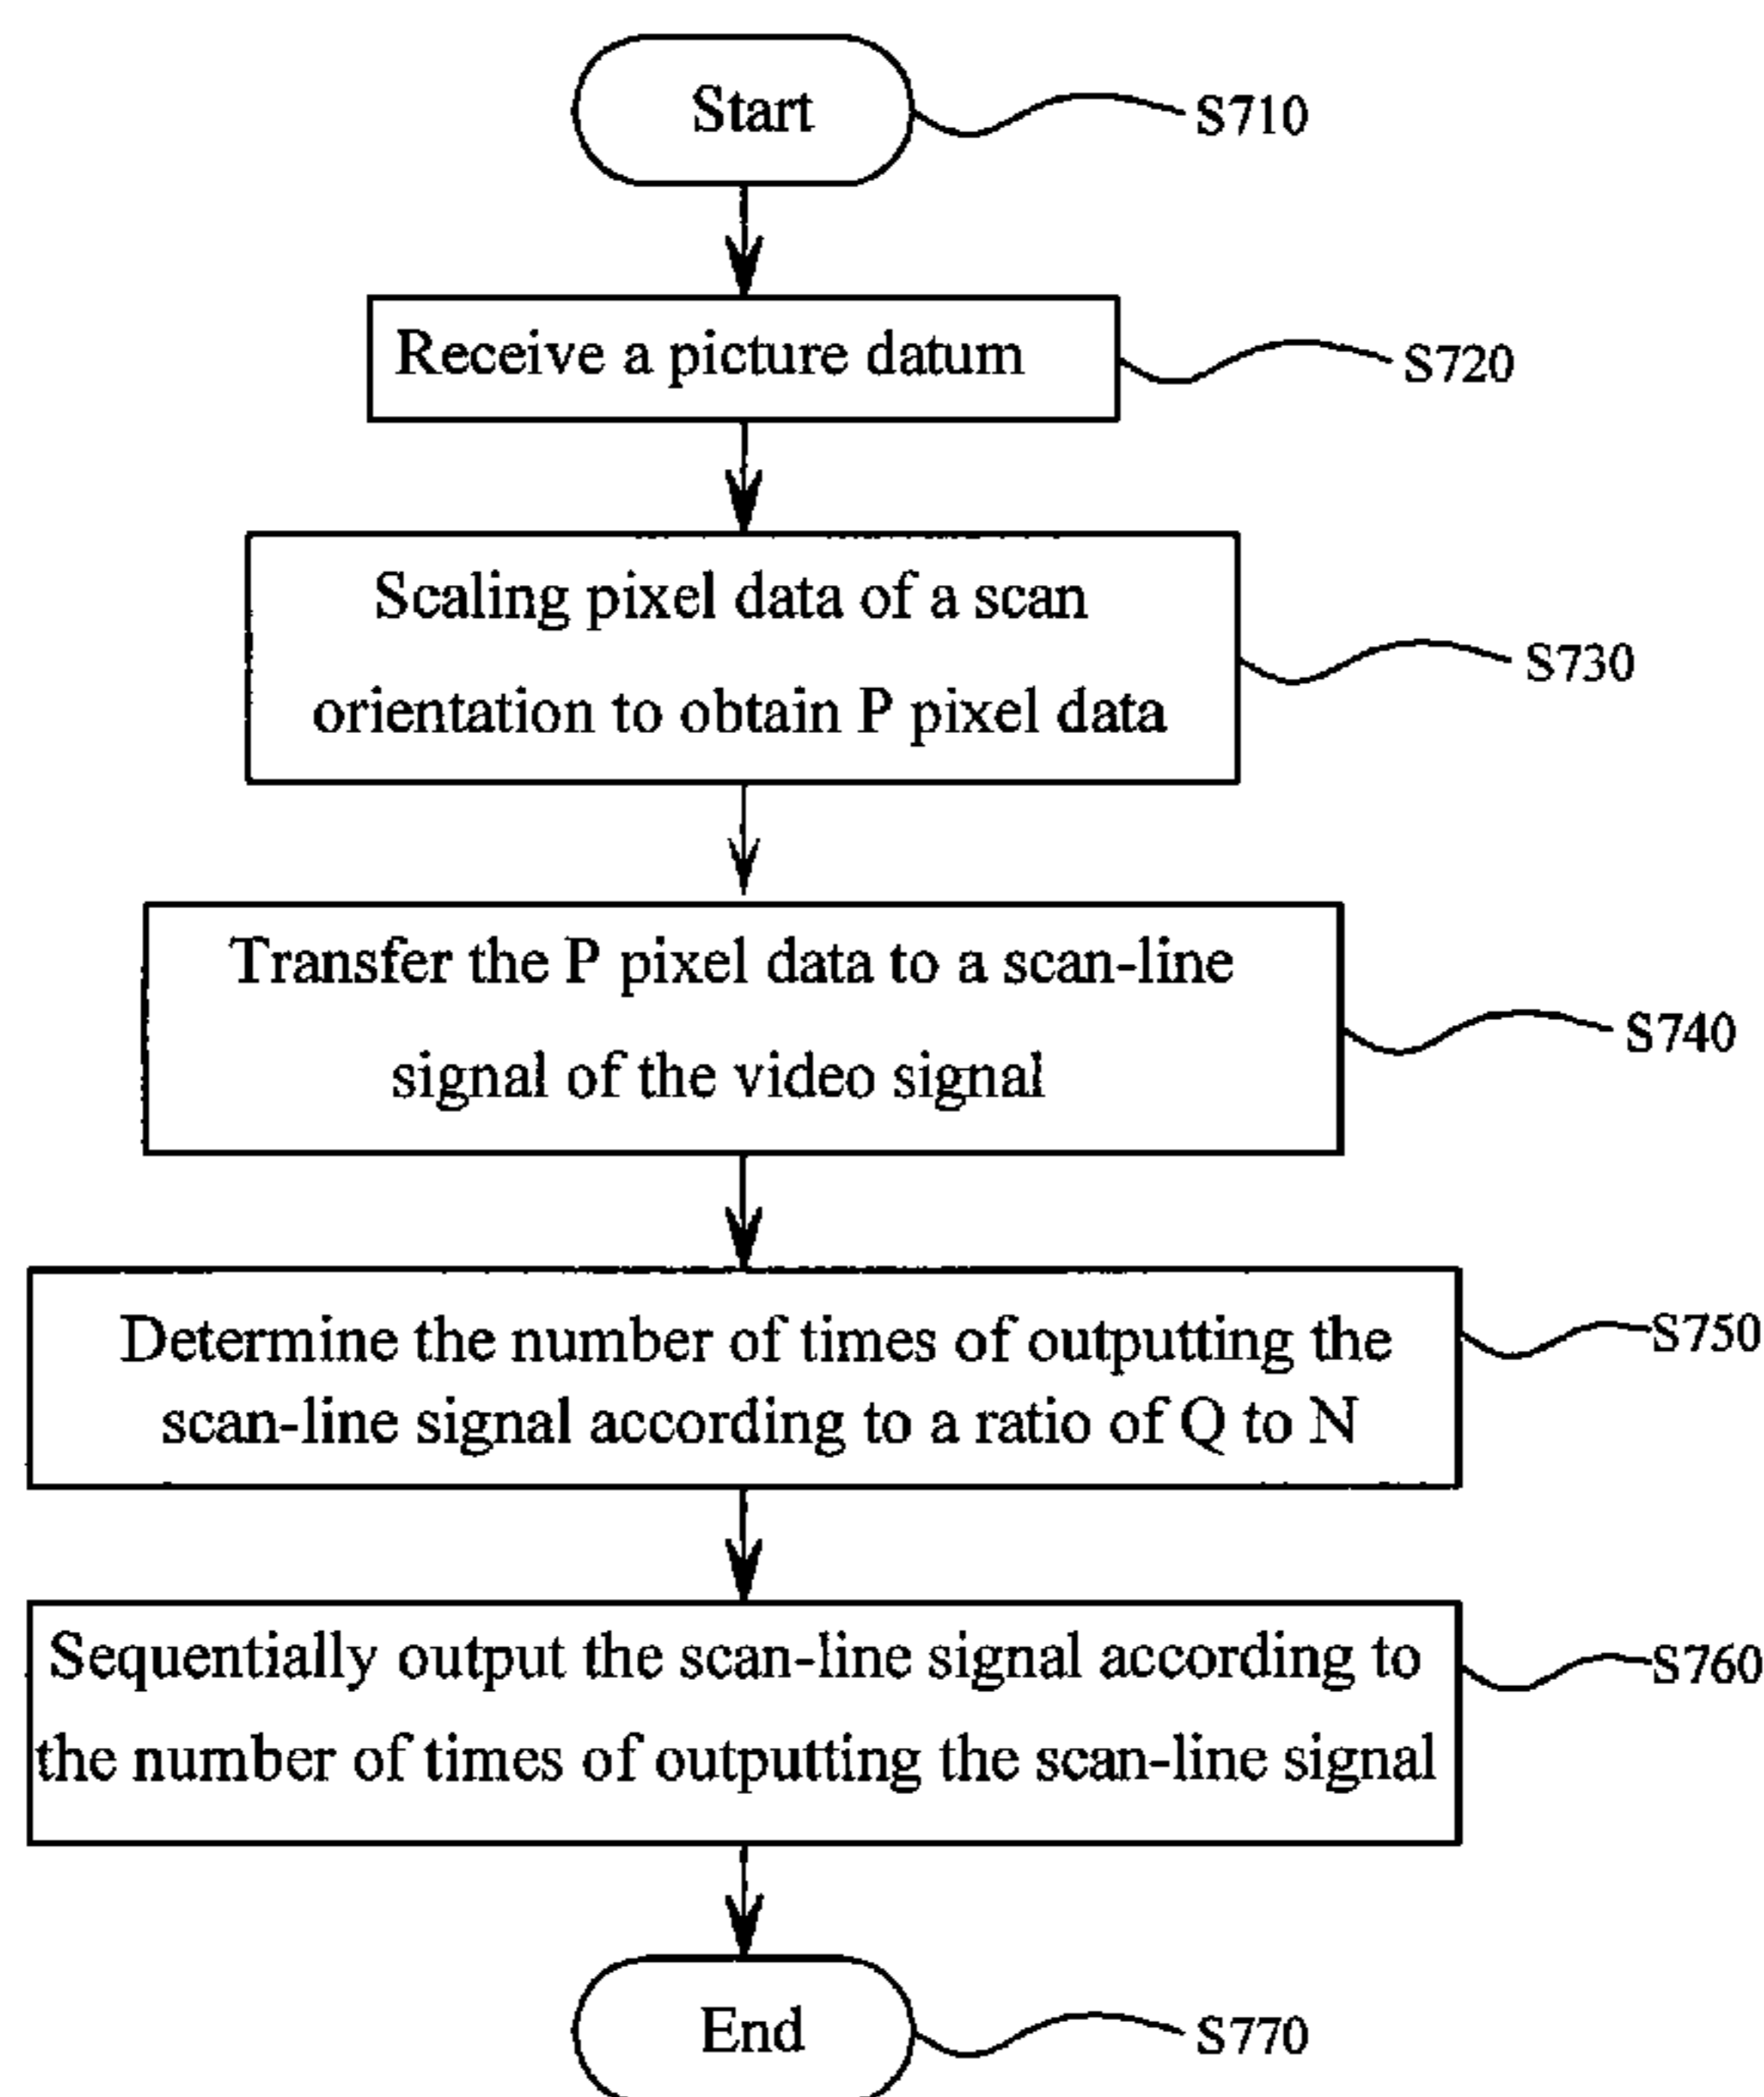 Start
S710
Receive a picture datum
S720
Scaling pixel data of a scan
orientation to obtain P pixel data
S730
Transfer the P pixel data to a scan-line
signal of the video signal
S740
Determine the number of times of outputting the
scan-line signal according to a ratio of Q to N
S750
Sequentially output the scan-line signal according to
the number of times of outputting the scan-line signal
S760
End
S770